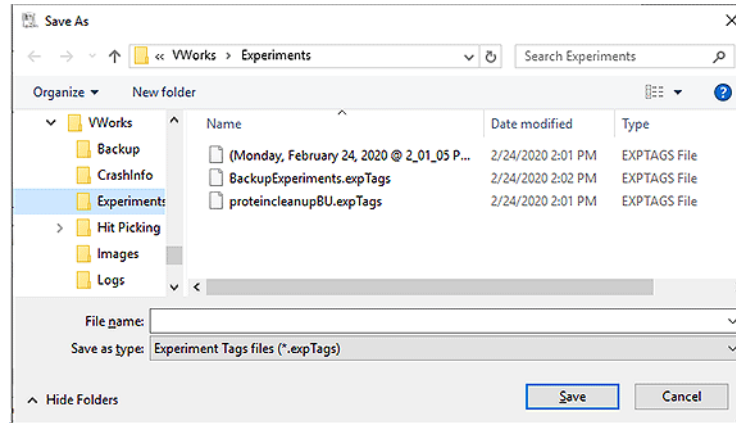 Save As
« VWorks › Experiments
Search Experiments
Organize
New folder
?
VWorks
Backup
CrashInfo
Experiments
Hit Picking
Images
Logs
Name Date modified Type
(Monday, February 24, 2020 @ 2_01_05 P... 2/24/2020 2:01 PM EXPTAGS File
BackupExperiments.expTags 2/24/2020 2:02 PM EXPTAGS File
proteincleanupBU.expTags 2/24/2020 2:01 PM EXPTAGS File
File name:
Save as type: Experiment Tags files (*.expTags)
Hide Folders
Save
Cancel